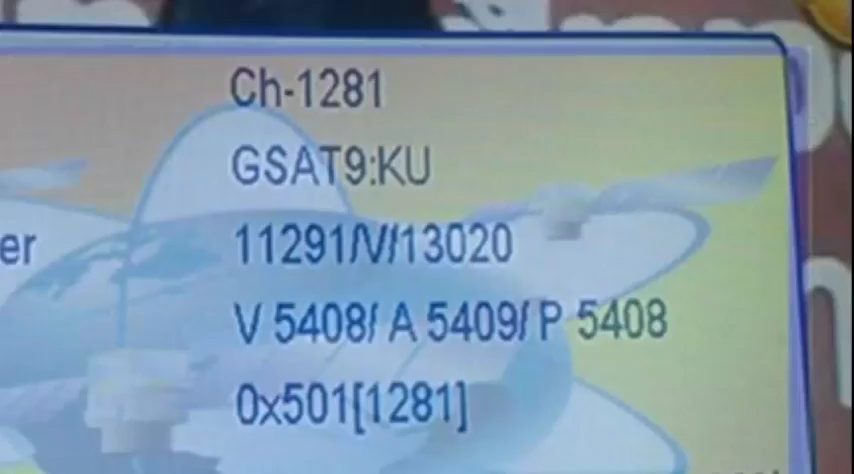 Ch-1281
GSAT9:KU
er 11291/V/13020
V 5408/ A 5409/ P 5408
0x501[1281]